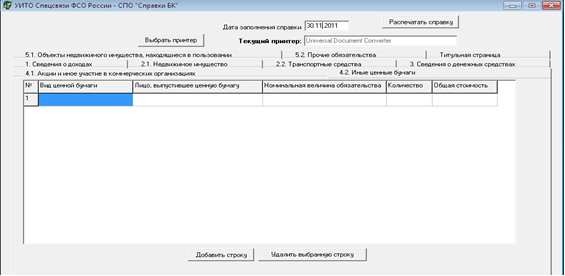 УИТО Спецсвязи ФСО России - СПО "Справки БК"
Дата заполнения справки 30.11.2011 Распечатать справку
Выбрать принтер Текущий принтер: Universal Document Converter
5.1. Объекты недвижимого имущества, находящиеся в пользовании 5.2. Прочие обязательства Титульная страница
1. Сведения о доходах 2.1. Недвижимое имущество 2.2. Транспортные средства 3. Сведения о денежных средствах
4.1. Акции и иное участие в коммерческих организациях 4.2. Иные ценные бумаги
№ Вид ценной бумаги Лицо, выпустившее ценную бумагу Номинальная величина обязательства Количество Общая стоимость
1
Добавить строку Удалить выбранную строку